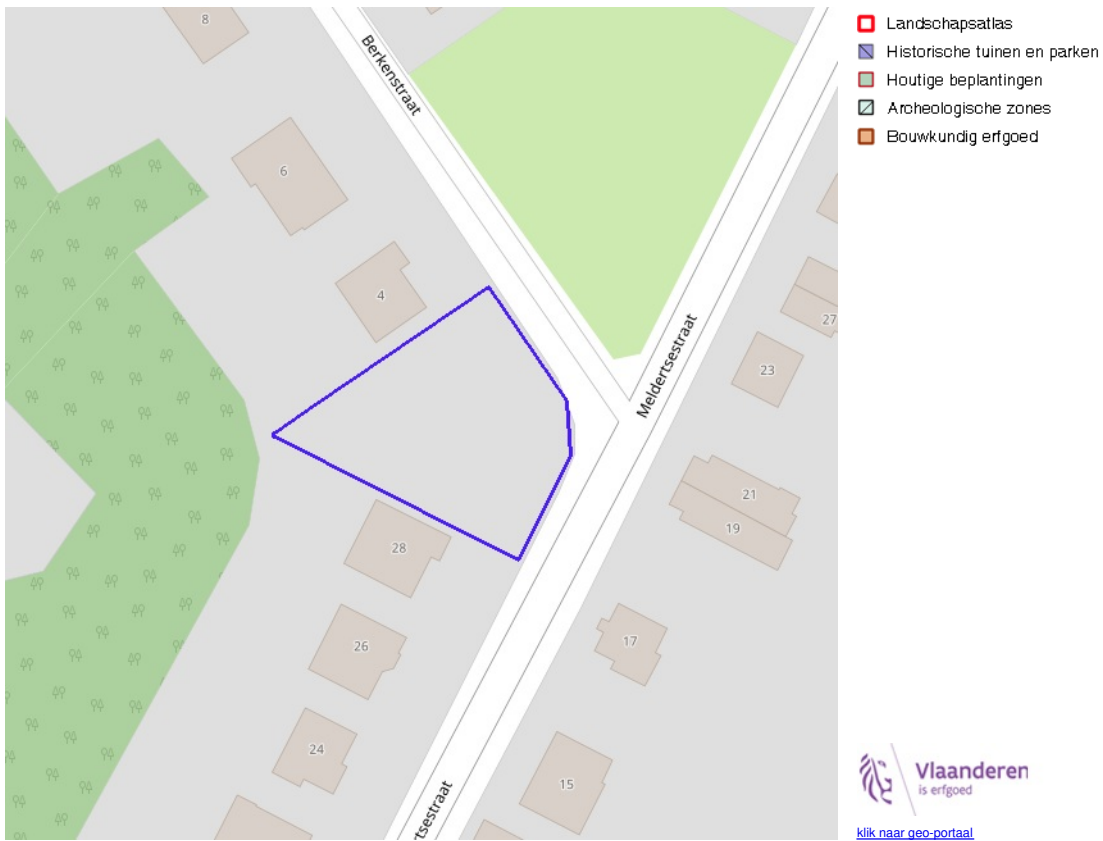 8
Berkenstraat
6
4
Meldertsestraat
27
23
21
19
28
26
17
24
15
tsestraat
Landschapsatlas
Historische tuinen en parken
Houtige beplantingen
Archeologische zones
Bouwkundig erfgoed
Vlaanderen
is erfgoed
klik naar geo-portaal